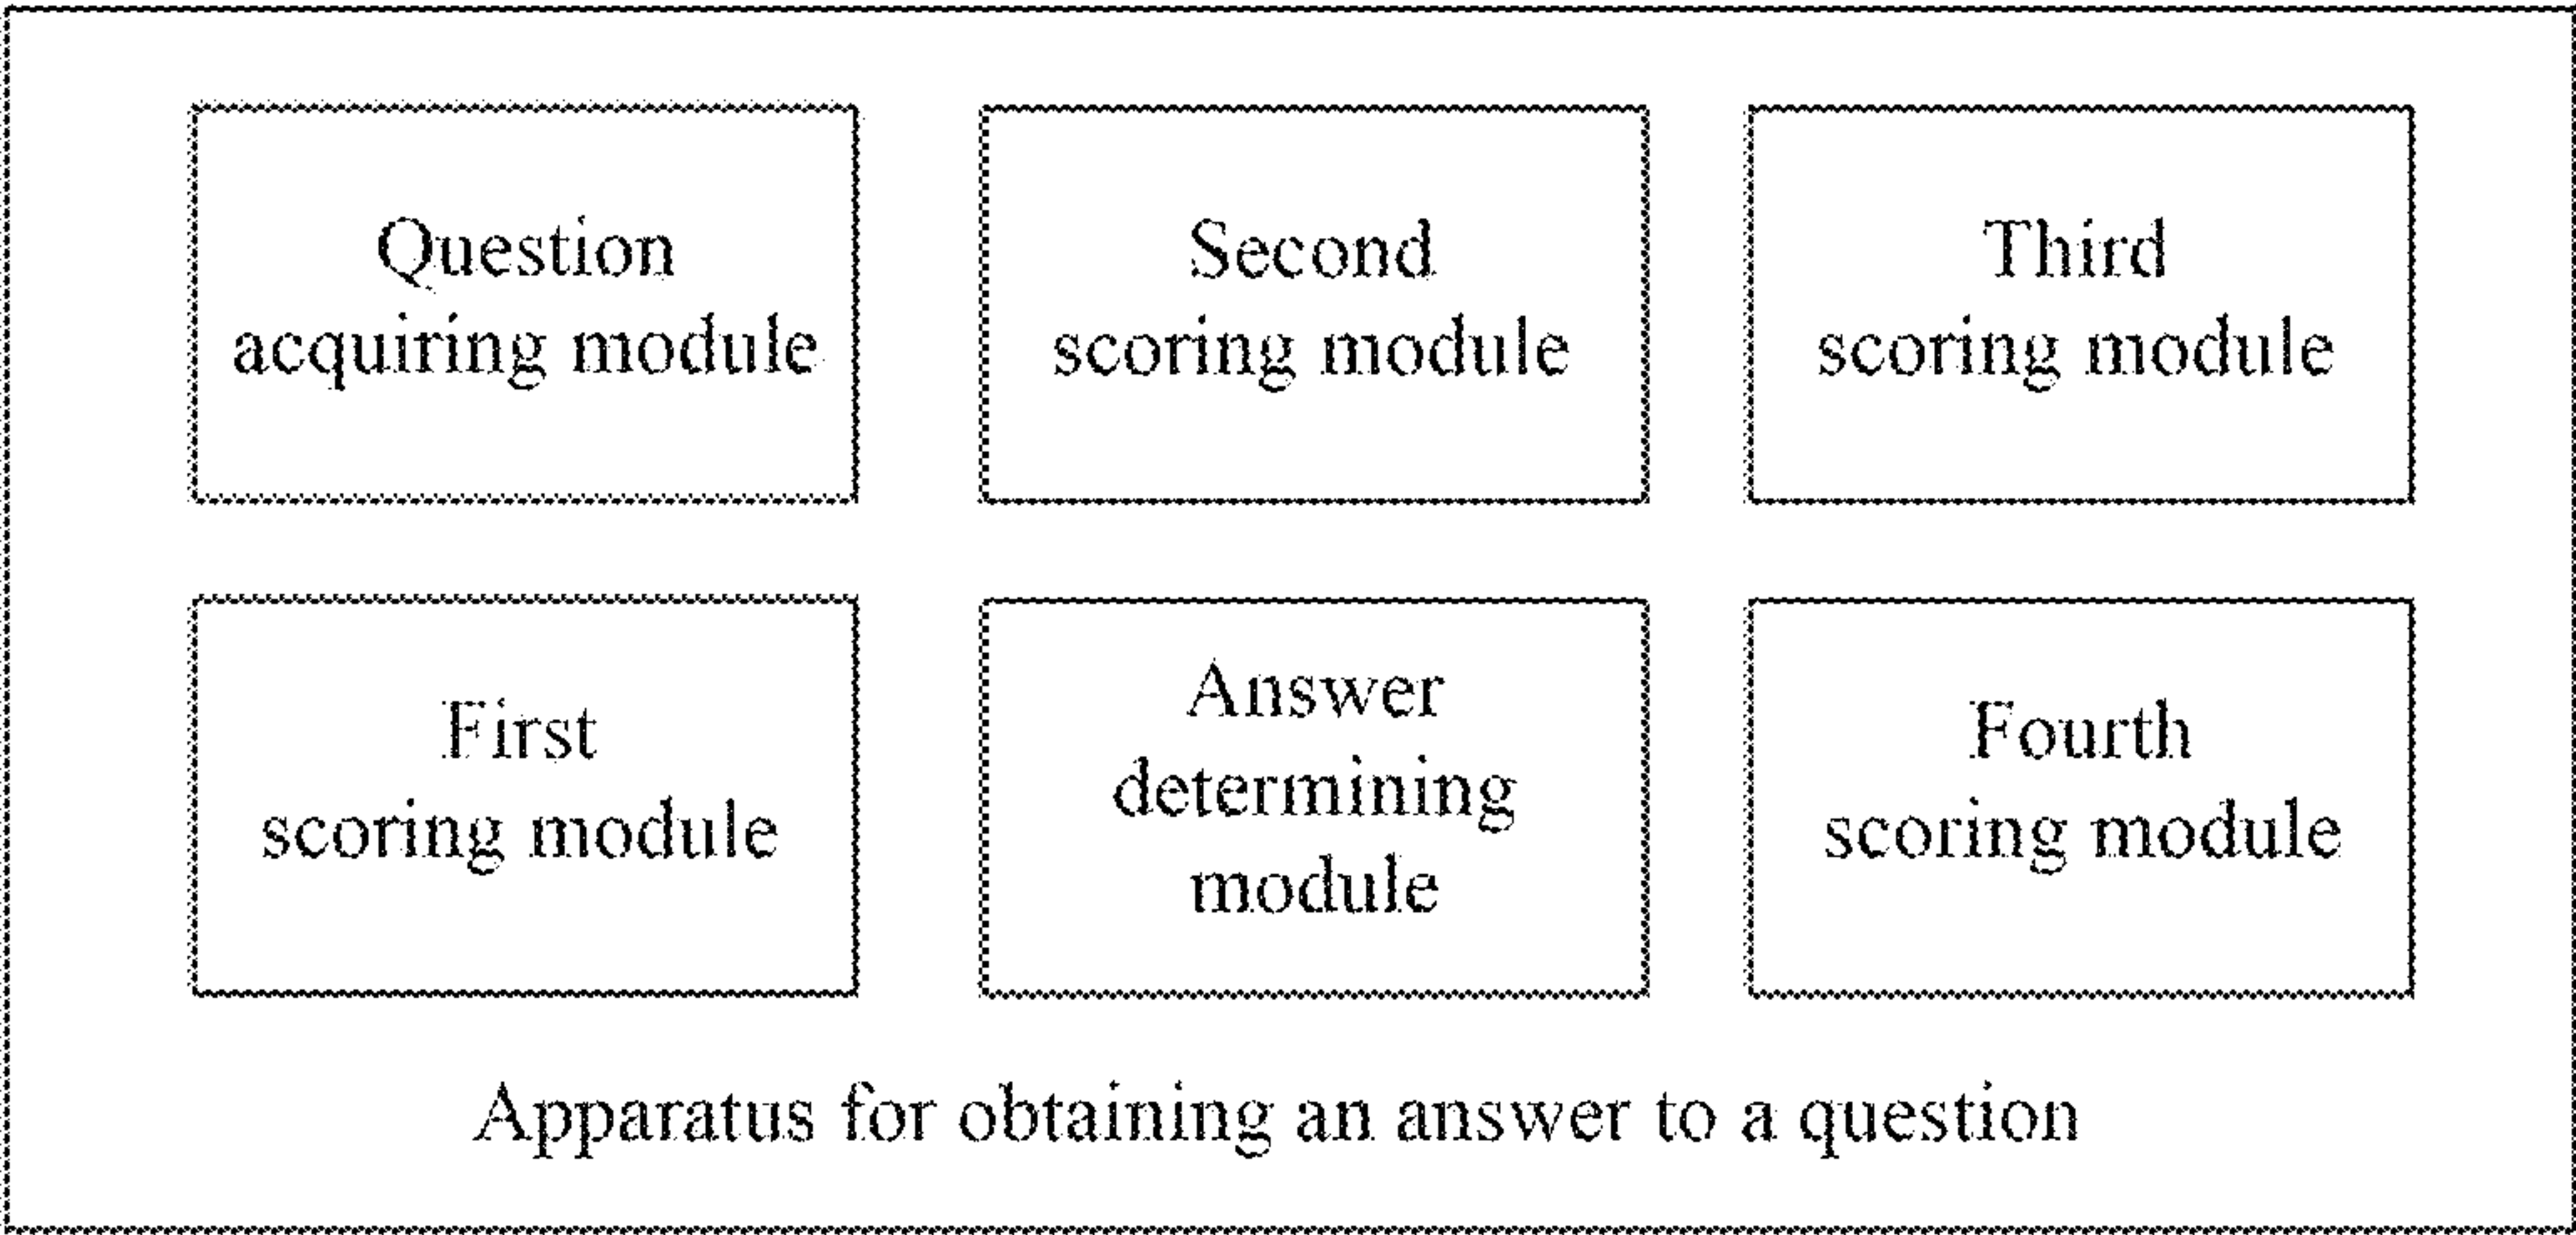 Question
acquiring module
Second
scoring module
Third
scoring module
First
scoring module
Answer
determining
module
Fourth
scoring module
Apparatus for obtaining an answer to a question